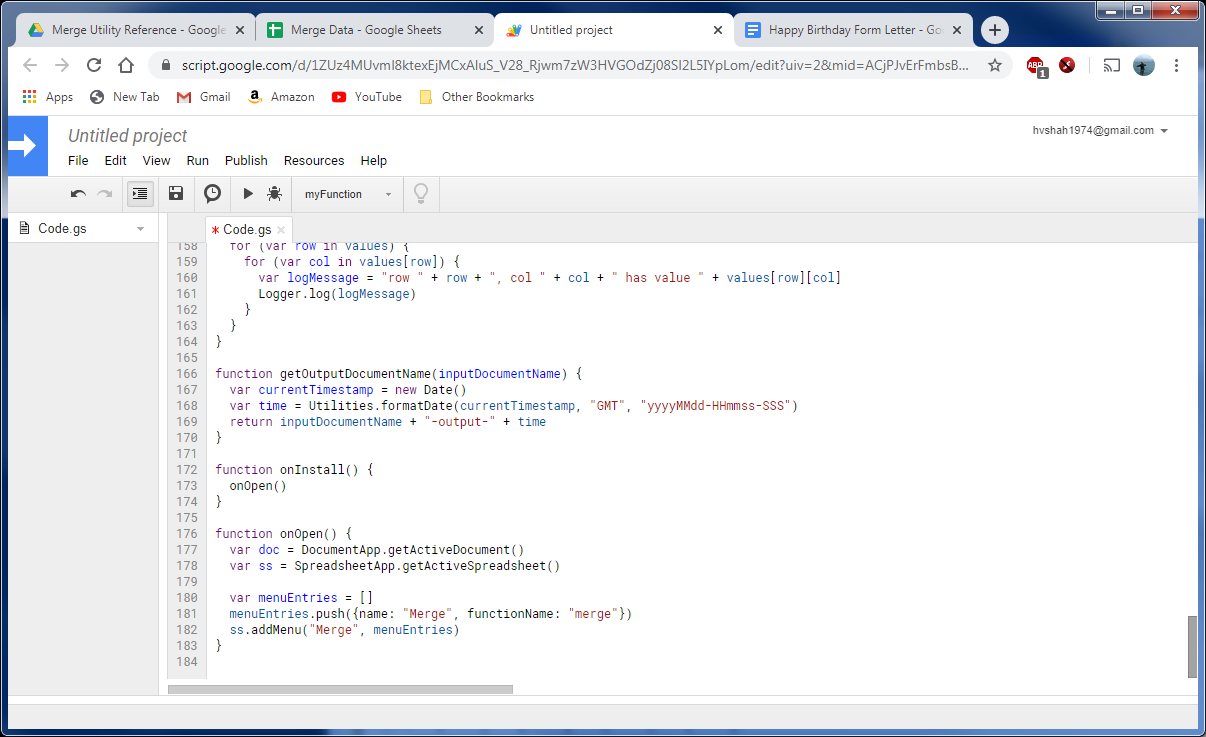 Merge Utility Reference - Google
Merge Data - Google Sheets
Untitled project
Happy Birthday Form Letter - Go
script.google.com/d/1ZUz4MUvmI8ktexEjMCxAluS_V28_Rjwm7zW3HVGOdZj08SI2L5IYpLom/edit?uiv=2&mid=ACjPJvErFmbsB...
ABP
1
Apps
New Tab
Gmail
Amazon
YouTube
Other Bookmarks
Untitled project
hvshah1974@gmail.com
File Edit View Run Publish Resources Help
myFunction
Code.gs
* Code.gs
158 for (var row in values) {
159 for (var col in values[row]) {
160 var logMessage = "row " + row + ", col " + col + " has value " + values[row][col]
161 Logger.log(logMessage)
162 }
163 }
164 }
165
166 function getOutputDocumentName(inputDocumentName) {
167 var currentTimestamp = new Date()
168 var time = Utilities.formatDate(currentTimestamp, "GMT", "yyyyMMdd-HHmmss-SSS")
169 return inputDocumentName + "-output-" + time
170 }
171
172 function onInstall() {
173 onOpen()
174 }
175
176 function onOpen() {
177 var doc = DocumentApp.getActiveDocument()
178 var ss = SpreadsheetApp.getActiveSpreadsheet()
179
180 var menuEntries = []
181 menuEntries.push({name: "Merge", functionName: "merge"})
182 ss.addMenu("Merge", menuEntries)
183 }
184